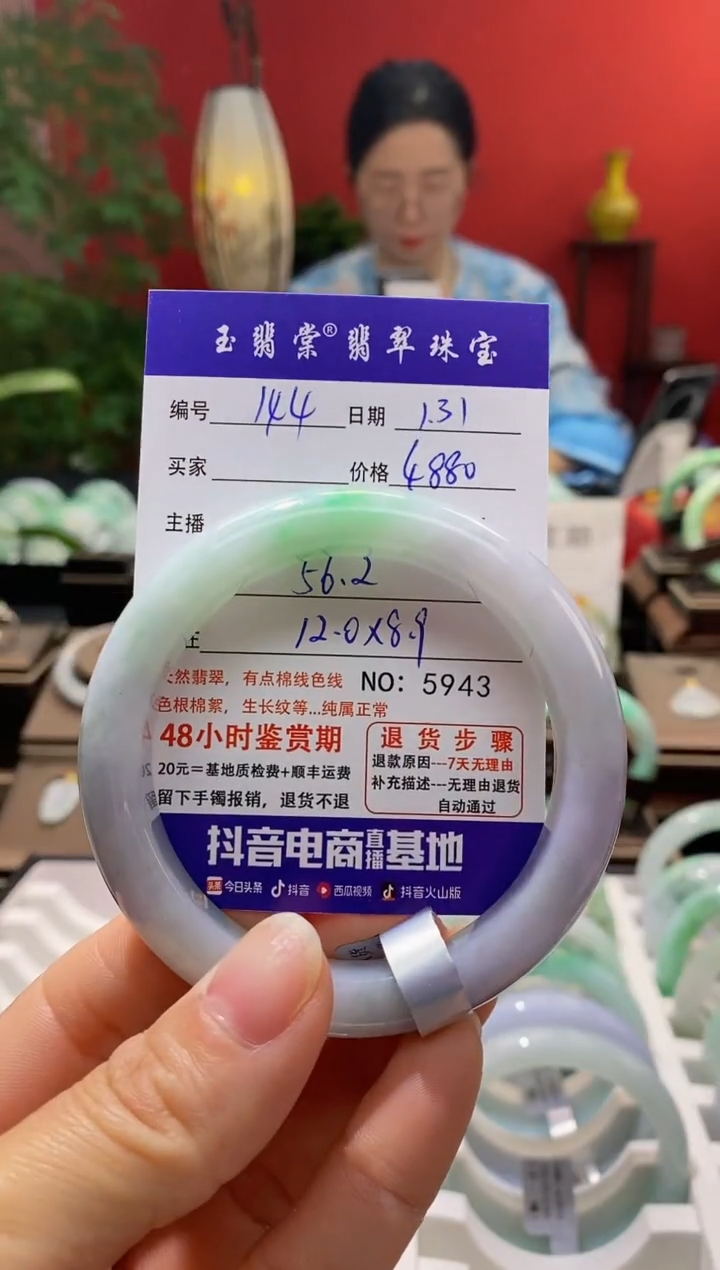 玉翡棠®翡翠珠宝
编号 144 日期 1.31
买家 价格 4880
主播
56.2
12.0X8.9
天然翡翠，有点棉线色线 NO: 5943
色根棉絮，生长纹等...纯属正常
48小时鉴赏期
20元=基地质检费+顺丰运费
留下手镯报销，退货不退
退货步骤
退款原因---7天无理由
补充描述---无理由退货
自动通过
抖音电商直播基地
头条 今日头条 抖音 西瓜视频 抖音火山版